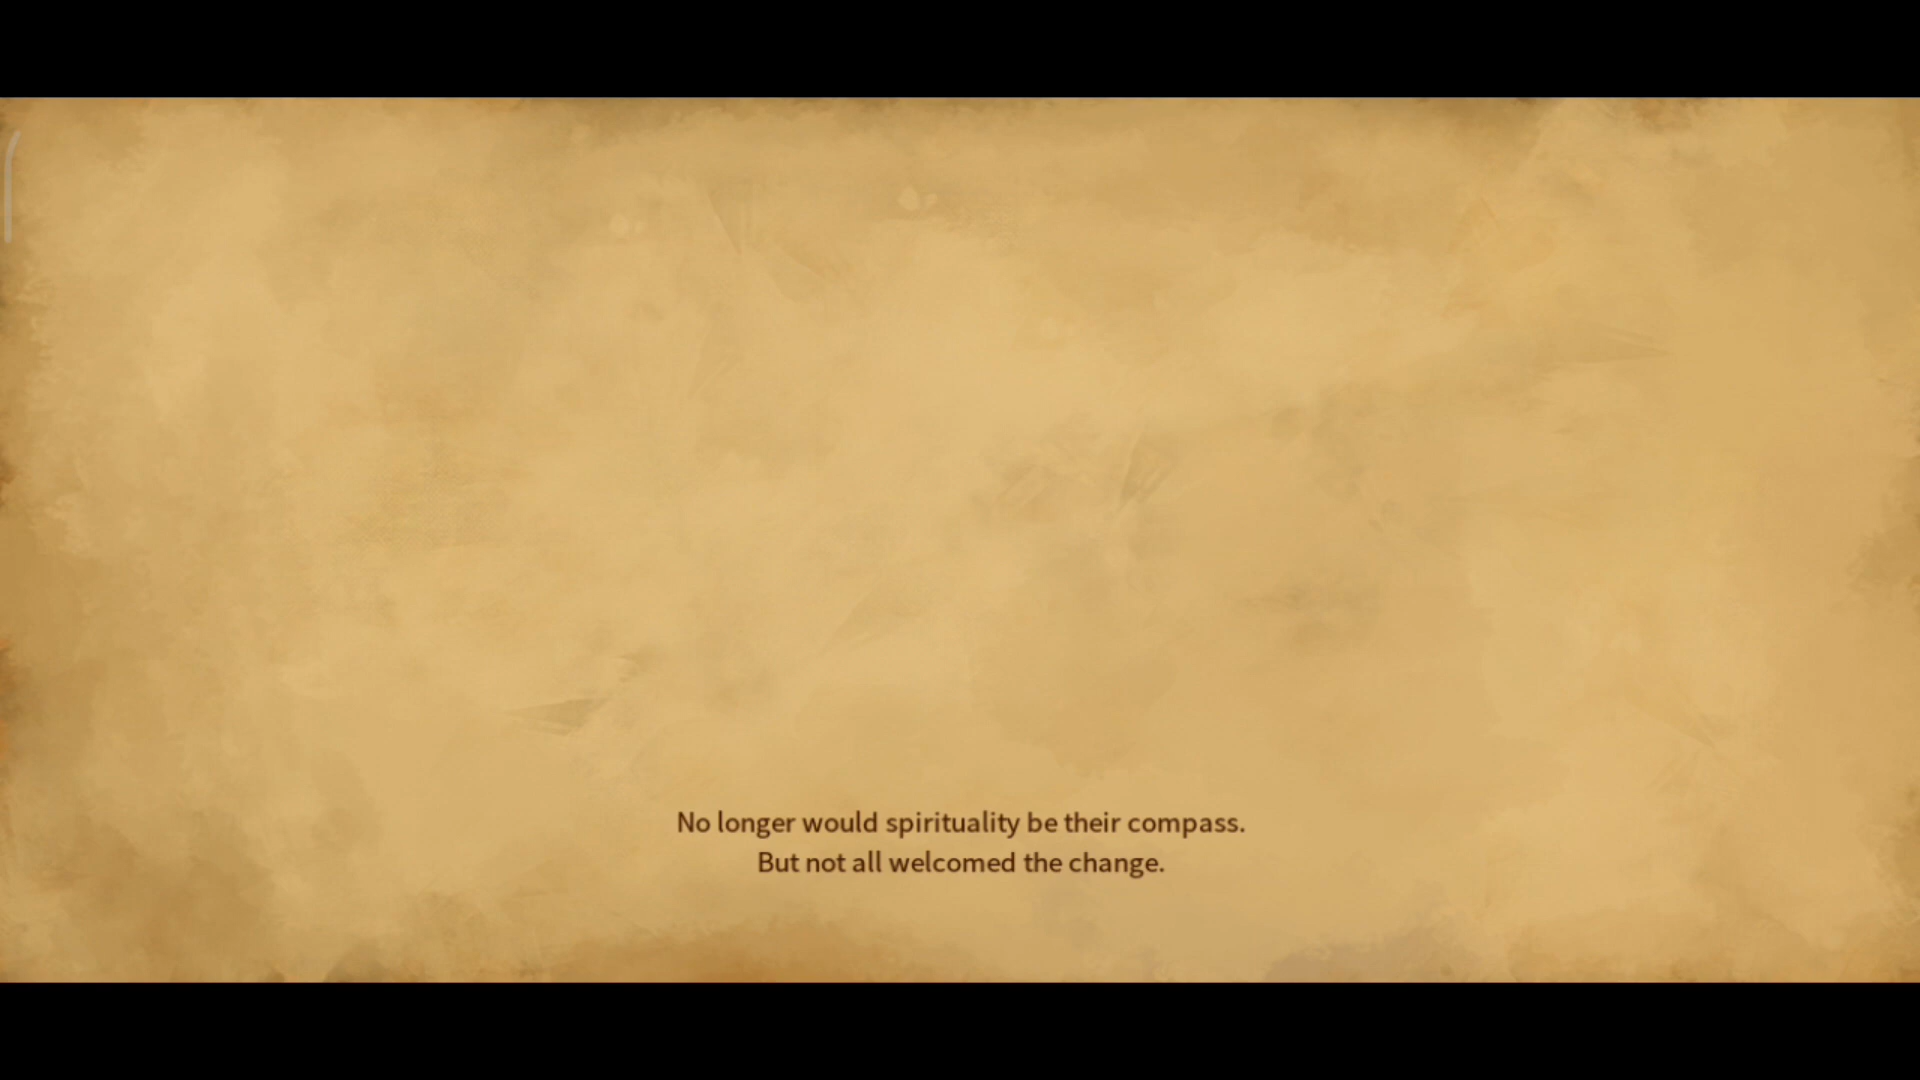 No longer would spirituality be their compass.
But not all welcomed the change.